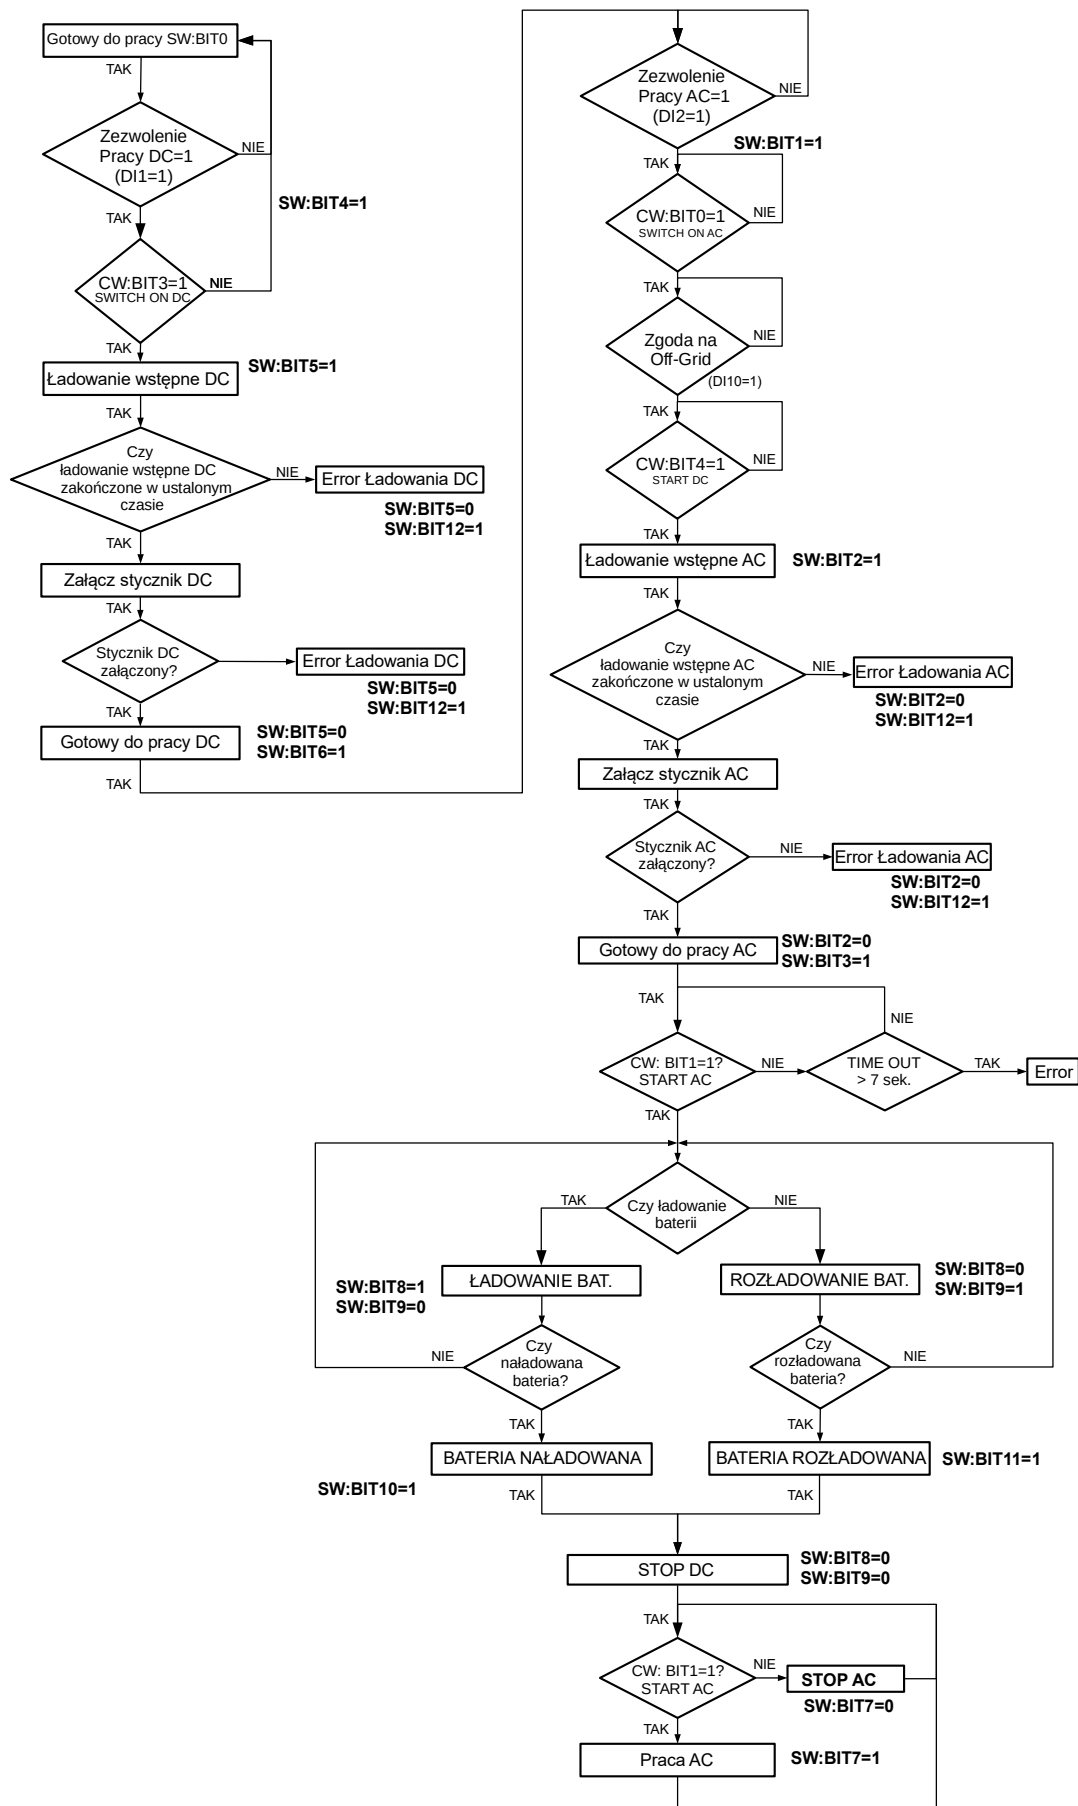 Gotowy do pracy SW:BIT0
TAK
Zezwolenie
Pracy DC=1
(DI1=1)
NIE
SW:BIT4=1
TAK
CW:BIT3=1
SWITCH ON DC
NIE
TAK
SW:BIT5=1
Ładowanie wstępne DC
TAK
Czy
ładowanie wstępne DC
zakończone w ustalonym
czasie
NIE
Error Ładowania DC
SW:BIT5=0
SW:BIT12=1
TAK
Załącz stycznik DC
TAK
Stycznik DC
załączony?
Error Ładowania DC
SW:BIT5=0
SW:BIT12=1
TAK
Gotowy do pracy DC
SW:BIT5=0
SW:BIT6=1
TAK
Zezwolenie
Pracy AC=1
(DI2=1)
NIE
SW:BIT1=1
TAK
CW:BIT0=1
SWITCH ON AC
NIE
TAK
Zgoda na
Off-Grid
(DI10=1)
NIE
TAK
CW:BIT4=1
START DC
NIE
TAK
Ładowanie wstępne AC
SW:BIT2=1
TAK
Czy
ładowanie wstępne AC
zakończone w ustalonym
czasie
NIE
Error Ładowania AC
SW:BIT2=0
SW:BIT12=1
TAK
Załącz stycznik AC
TAK
Stycznik AC
załączony?
NIE
Error Ładowania AC
SW:BIT2=0
SW:BIT12=1
TAK
Gotowy do pracy AC
SW:BIT2=0
SW:BIT3=1
TAK
NIE
CW: BIT1=1?
START AC
NIE
TIME OUT
> 7 sek.
TAK
Error
TAK
TAK
Czy ładowanie
baterii
NIE
SW:BIT8=1
SW:BIT9=0
ŁADOWANIE BAT.
ROZŁADOWANIE BAT.
SW:BIT8=0
SW:BIT9=1
NIE
Czy
naładowana
bateria?
Czy
rozładowana
bateria?
NIE
TAK
TAK
BATERIA NAŁADOWANA
BATERIA ROZŁADOWANA
SW:BIT11=1
SW:BIT10=1
TAK
TAK
STOP DC
SW:BIT8=0
SW:BIT9=0
TAK
CW: BIT1=1?
START AC
NIE
STOP AC
SW:BIT7=0
TAK
Praca AC
SW:BIT7=1